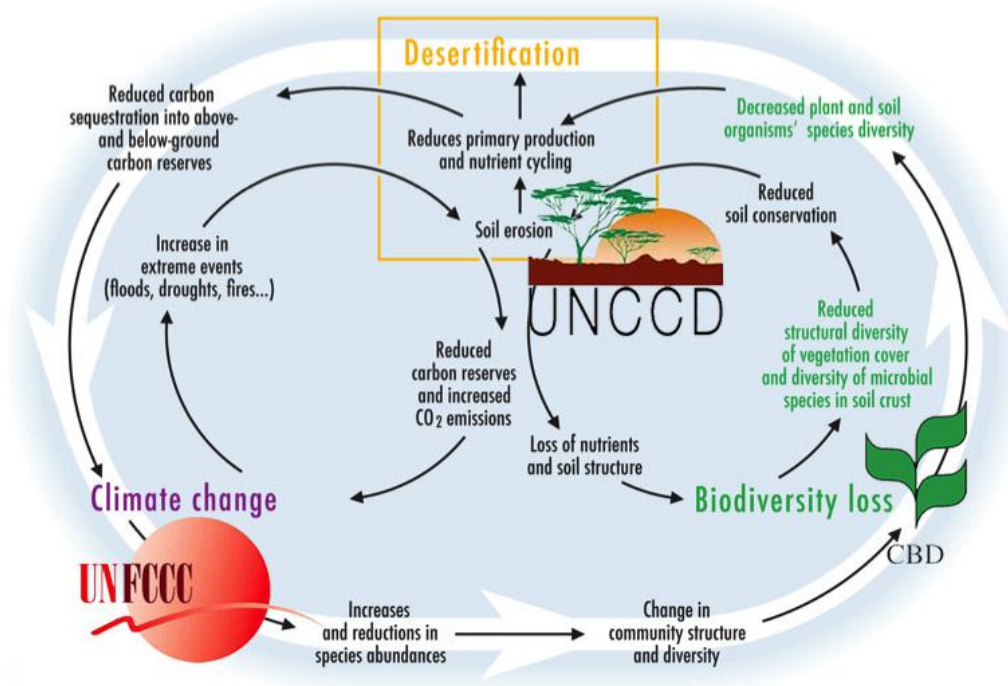 Desertification
Reduced carbon
sequestration into above-
and below-ground
carbon reserves
Reduces primary production
and nutrient cycling
Decreased plant and soil
organisms' species diversity
Soil erosion
Reduced
soil conservation
Increase in
extreme events
(floods, droughts, fires...)
UNCCD
Reduced
carbon reserves
and increased
CO₂ emissions
Reduced
structural diversity
of vegetation cover
and diversity of microbial
species in soil crust
Loss of nutrients
and soil structure
Climate change
Biodiversity loss
CBD
UNFCCC
Increases
and reductions in
species abundances
Change in
community structure
and diversity